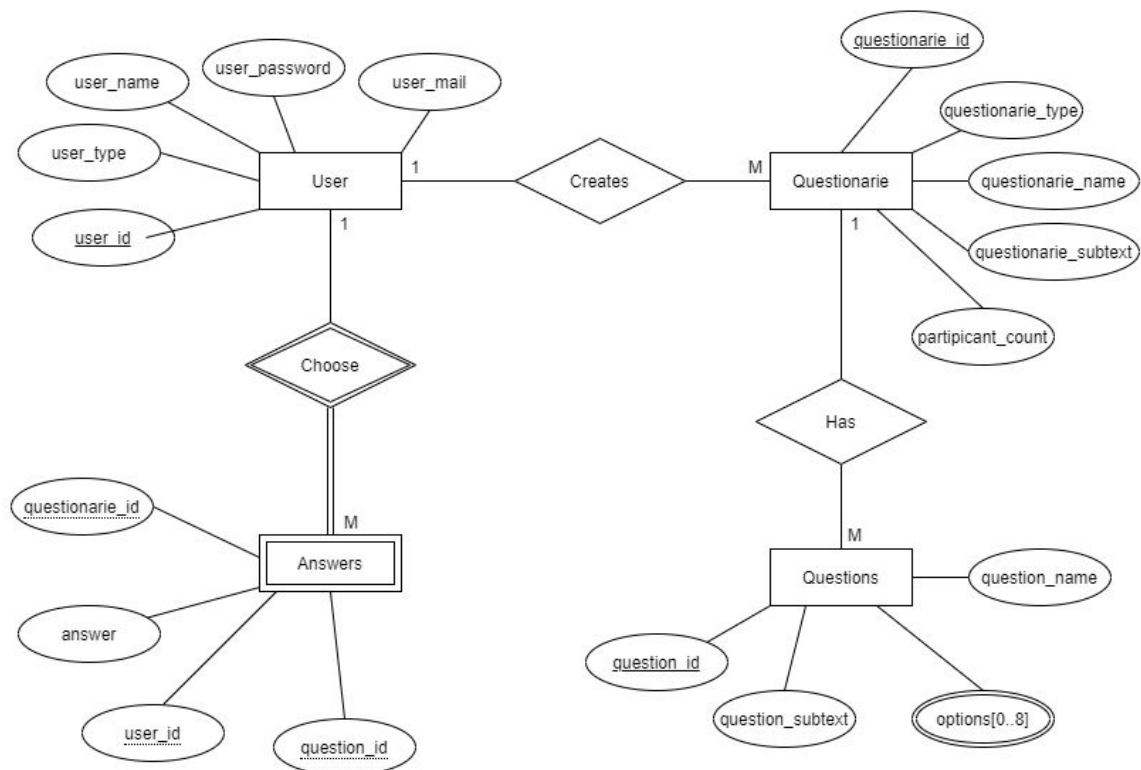 questionarie_id
user_password
user_name
user_mail
questionarie_type
user_type
User
1
Creates
M
Questionarie
questionarie_name
user_id
1
1
questionarie_subtext
partipicant_count
Choose
Has
questionarie_id
M
M
Answers
Questions
question_name
answer
question_id
question_subtext
options[0..8]
user_id
question_id